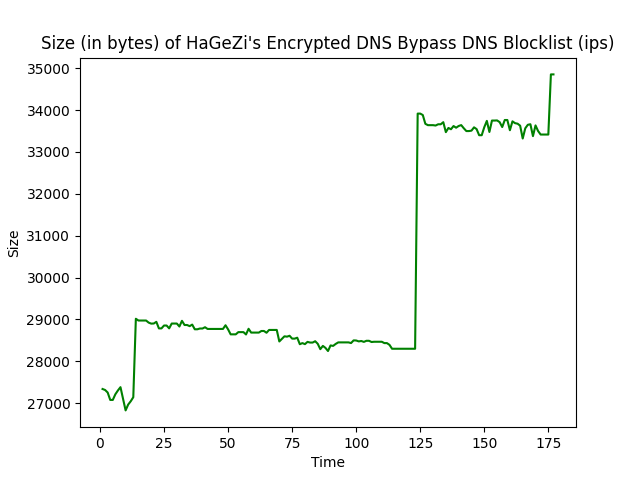 Size (in bytes) of HaGeZi's Encrypted DNS Bypass DNS Blocklist (ips)
35000
34000
33000
32000
31000
30000
29000
28000
27000
Size
0 25 50 75 100 125 150 175
Time